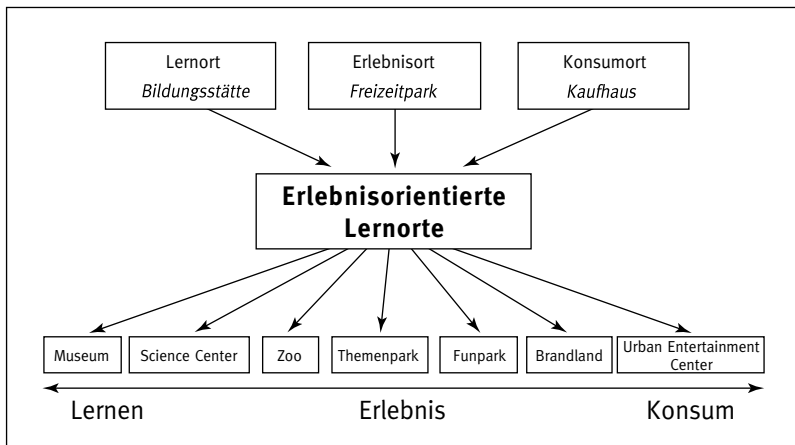 Lernort
Bildungsstätte
Erlebnisort
Freizeitpark
Konsumort
Kaufhaus
Erlebnisorientierte
Lernorte
Museum
Science Center
Zoo
Themenpark
Funpark
Brandland
Urban Entertainment
Center
Lernen
Erlebnis
Konsum